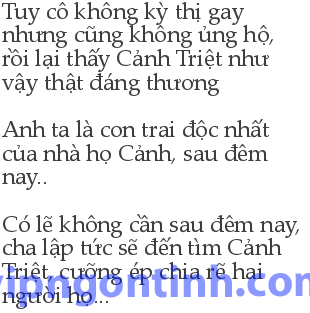 Tuy cô không kỳ thị gay
nhưng cũng không ủng hộ,
rồi lại thấy Cảnh Triệt như
vậy thật đáng thương
Anh ta là con trai độc nhất
của nhà họ Cảnh, sau đêm
nay..
Có lẽ không cần sau đêm nay,
cha lập tức sẽ đến tìm Cảnh
Triệt, cưỡng ép chia rẽ hai
vipngontinh.com
người họ...